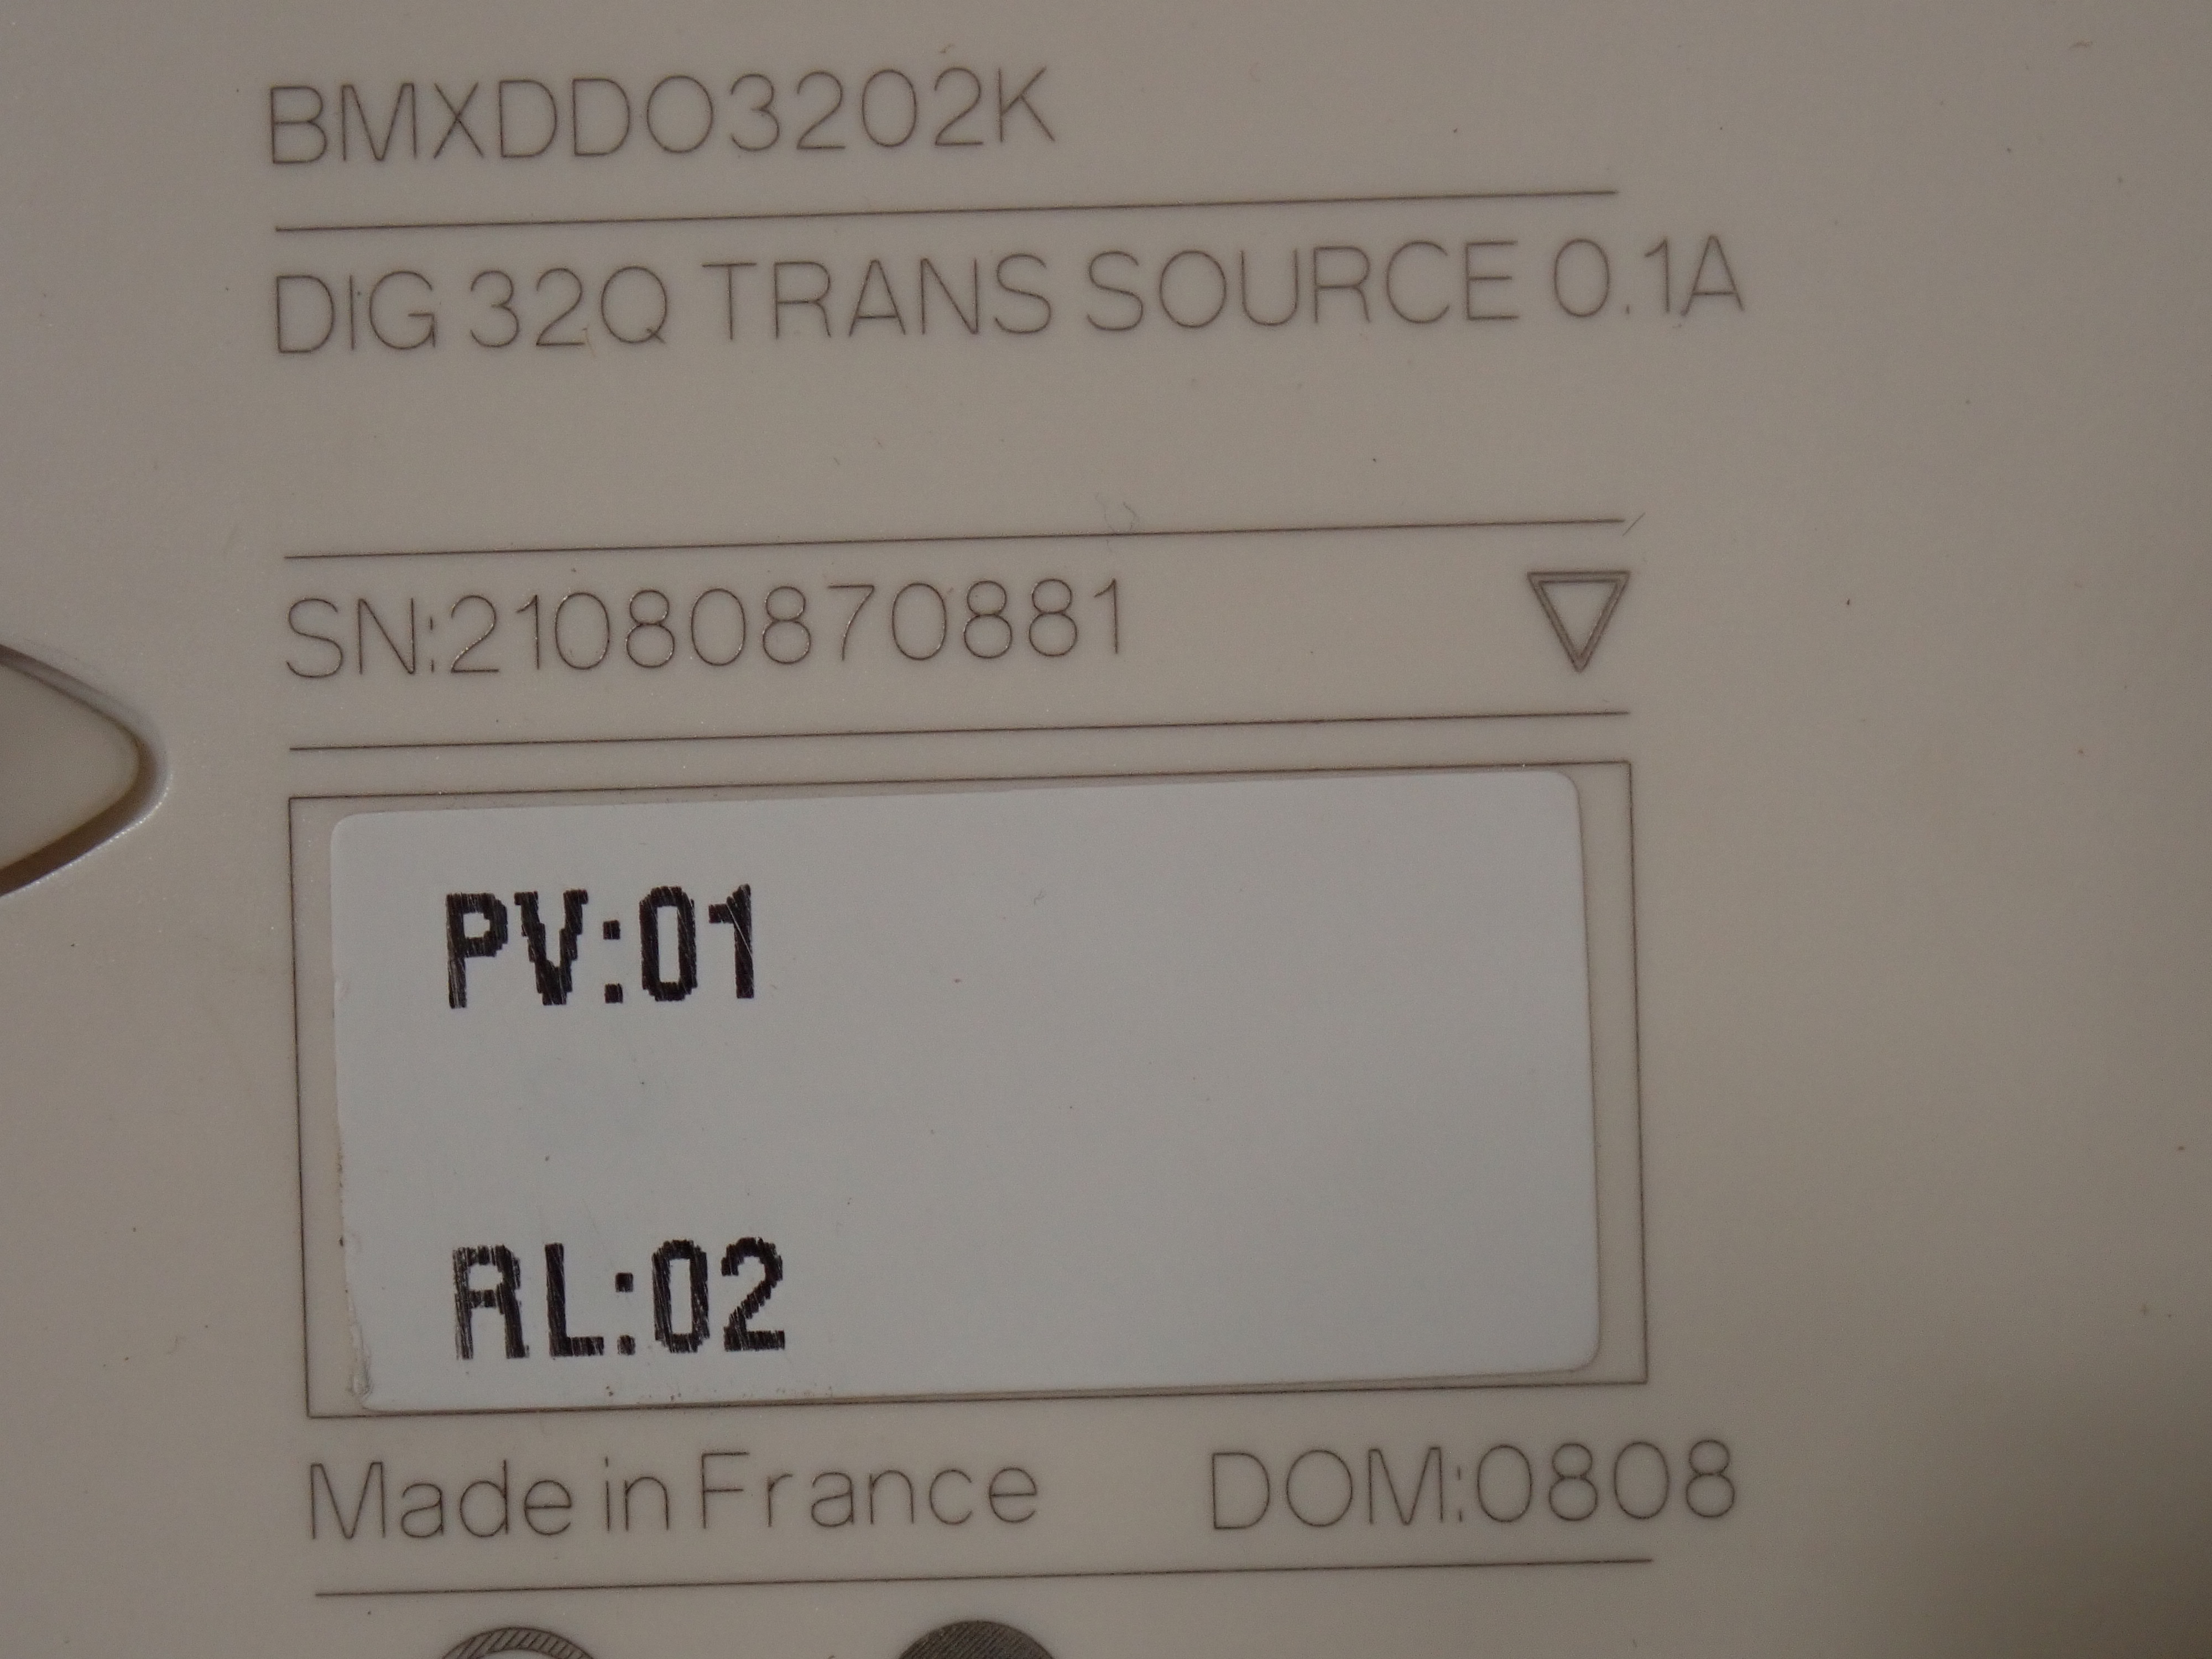 BMXDDO3202K
DIG 32Q TRANS SOURCE 0.1A
SN:21080870881
PV:01
RL:02
Made in France DOM:0808